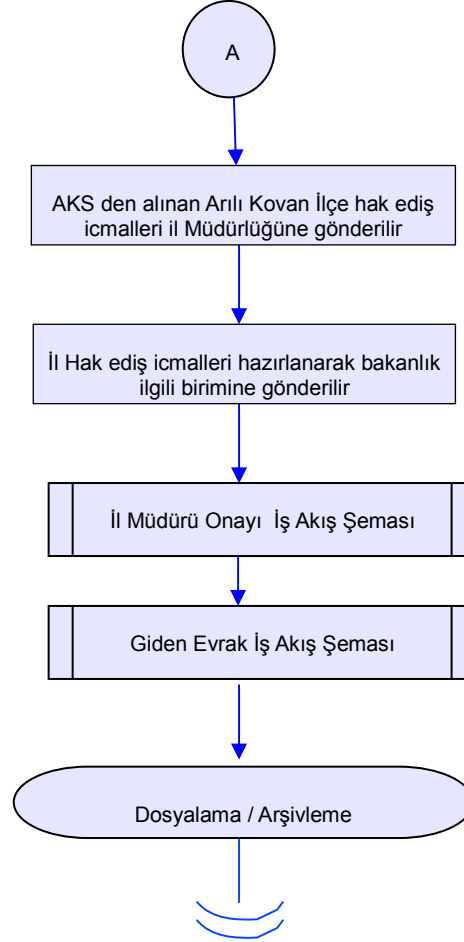 A
AKS den alınan Arılı Kovan İlçe hak ediş
icmalleri il Müdürlüğüne gönderilir
İl Hak ediş icmalleri hazırlanarak bakanlık
ilgili birimine gönderilir
İl Müdürü Onayı İş Akış Şeması
Giden Evrak İş Akış Şeması
Dosyalama / Arşivleme